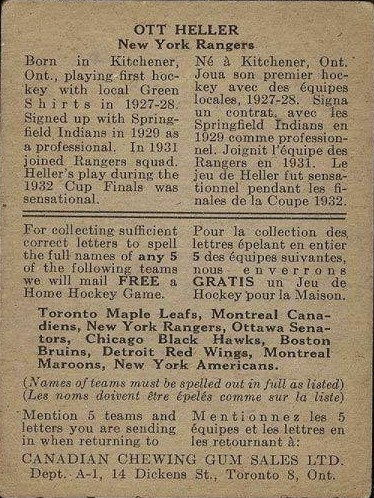 OTT HELLER
New York Rangers
Born in Kitchener,
Ont., playing first hoc-
key with local Green
Shirts in 1927-28.
Signed up with Spring-
field Indians in 1929 as
a professional. In 1931
joined Rangers squad.
Heller's play during the
1932 Cup Finals was
sensational.
Né à Kitchener, Ont.
Joua son premier hoc-
key avec des équipes
locales, 1927-28. Signa
un contrat, avec les
Springfield Indians en
1929 comme profession-
nel. Joignit l'équipe des
Rangers en 1931. Le
jeu de Heller fut sensa-
tionnel pendant les fi-
nales de la Coupe 1932.
For collecting sufficient
correct letters to spell
the full names of any 5
of the following teams
we will mail FREE a
Home Hockey Game.
Pour la collection des
lettres épelant en entier
5 des équipes suivantes,
nous enverrons
GRATIS un Jeu de
Hockey pour la Maison.
Toronto Maple Leafs, Montreal Cana-
diens, New York Rangers, Ottawa Sena-
tors, Chicago Black Hawks, Boston
Bruins, Detroit Red Wings, Montreal
Maroons, New York Americans.
(Names of teams must be spelled out in full as listed)
(Les noms doivent être épelés comme sur la liste)
Mention 5 teams and
letters you are sending
in when returning to
Mentionnez les 5
équipes et les lettres en
les retournant à:
CANADIAN CHEWING GUM SALES LTD.
Dept. A-1, 14 Dickens St., Toronto 8, Ont.